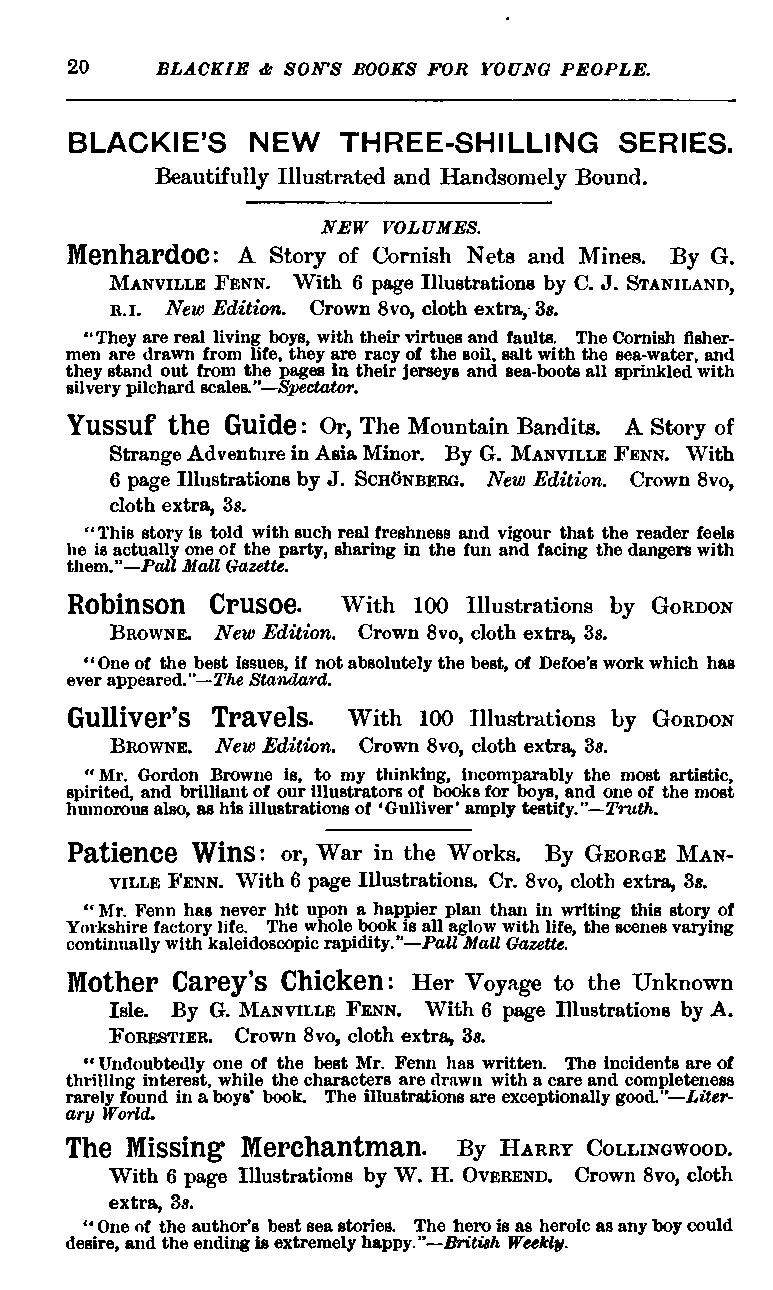 20 BLACKIE & SON'S BOOKS FOR YOUNG PEOPLE.
BLACKIE'S NEW THREE-SHILLING SERIES.
Beautifully Illustrated and Handsomely Bound.
NEW VOLUMES.
Menhardoc: A Story of Cornish Nets and Mines. By G.
MANVILLE FENN. With 6 page Illustrations by C. J. STANILAND,
R.I. New Edition. Crown 8vo, cloth extra, 3s.
"They are real living boys, with their virtues and faults. The Cornish fisher-
men are drawn from life, they are racy of the soil, salt with the sea-water, and
they stand out from the pages in their jerseys and sea-boots all sprinkled with
silvery pilchard scales."—Spectator.
Yussuf the Guide: Or, The Mountain Bandits. A Story of
Strange Adventure in Asia Minor. By G. MANVILLE FENN. With
6 page Illustrations by J. SCHÖNBERG. New Edition. Crown 8vo,
cloth extra, 3s.
"This story is told with such real freshness and vigour that the reader feels
he is actually one of the party, sharing in the fun and facing the dangers with
them."—Pall Mall Gazette.
Robinson Crusoe. With 100 Illustrations by GORDON
BROWNE. New Edition. Crown 8vo, cloth extra, 3s.
"One of the best issues, if not absolutely the best, of Defoe's work which has
ever appeared."—The Standard.
Gulliver's Travels. With 100 Illustrations by GORDON
BROWNE. New Edition. Crown 8vo, cloth extra, 3s.
"Mr. Gordon Browne is, to my thinking, incomparably the most artistic,
spirited, and brilliant of our illustrators of books for boys, and one of the most
humorous also, as his illustrations of 'Gulliver' amply testify."—Truth.
Patience Wins: or, War in the Works. By GEORGE MAN-
VILLE FENN. With 6 page Illustrations. Cr. 8vo, cloth extra, 3s.
"Mr. Fenn has never hit upon a happier plan than in writing this story of
Yorkshire factory life. The whole book is all aglow with life, the scenes varying
continually with kaleidoscopic rapidity."—Pall Mall Gazette.
Mother Carey's Chicken: Her Voyage to the Unknown
Isle. By G. MANVILLE FENN. With 6 page Illustrations by A.
FORESTIER. Crown 8vo, cloth extra, 3s.
"Undoubtedly one of the best Mr. Fenn has written. The incidents are of
thrilling interest, while the characters are drawn with a care and completeness
rarely found in a boys' book. The illustrations are exceptionally good."—Liter-
ary World.
The Missing Merchantman. By HARRY COLLINGWOOD.
With 6 page Illustrations by W. H. OVEREND. Crown 8vo, cloth
extra, 3s.
"One of the author's best sea stories. The hero is as heroic as any boy could
desire, and the ending is extremely happy."—British Weekly.